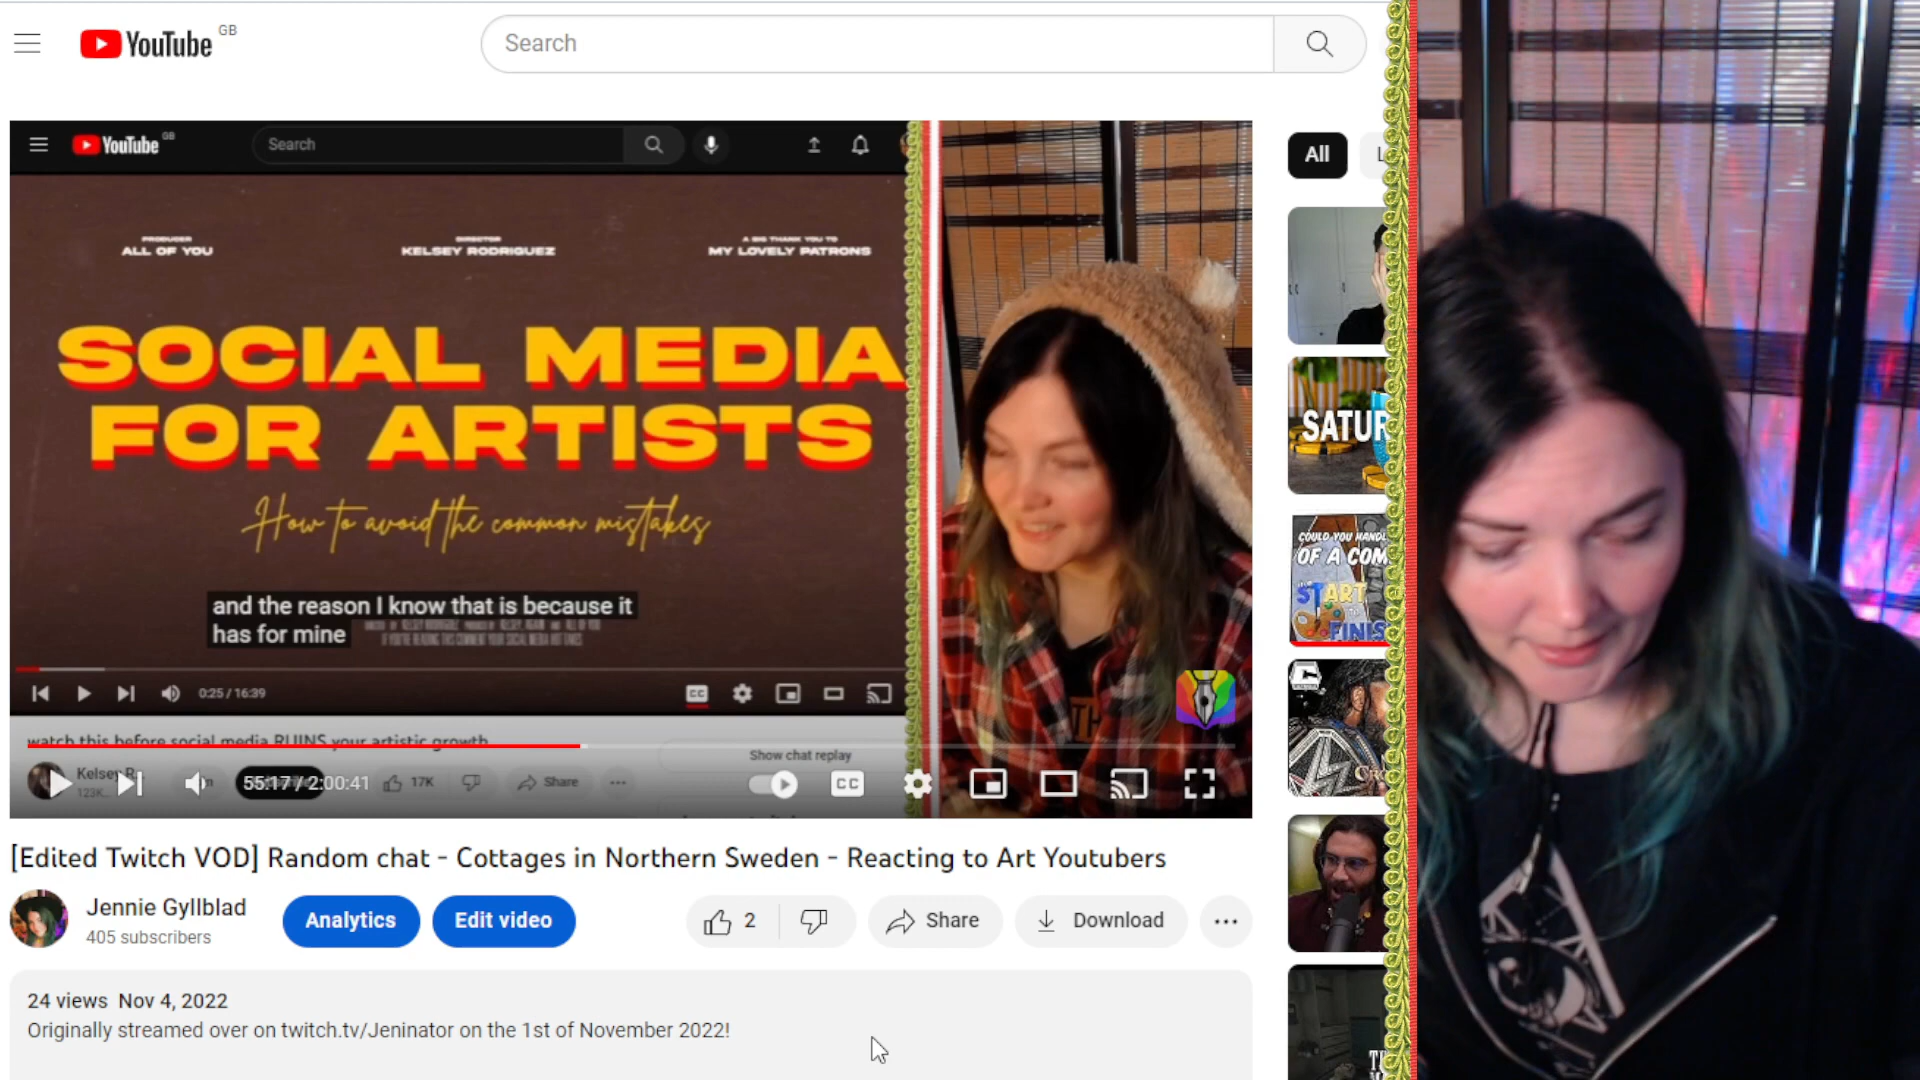 YouTube GB
Search
All
YouTube GB
Search
PRODUCER
ALL OF YOU
DIRECTOR
KELSEY RODRIGUEZ
A BIG THANK YOU TO
MY LOVELY PATRONS
SOCIAL MEDIA
FOR ARTISTS
How to avoid the common mistakes
and the reason I know that is because it
has for mine
0:25 / 16:39
CC
watch this before social media RUINS your artistic growth
Kelsey R
123K
17K
Share
Show chat replay
55:17 / 2:00:41
CC
[Edited Twitch VOD] Random chat - Cottages in Northern Sweden - Reacting to Art Youtubers
Jennie Gyllblad
405 subscribers
Analytics
Edit video
2
Share
Download
24 views Nov 4, 2022
Originally streamed over on twitch.tv/Jeninator on the 1st of November 2022!
SATUR
COULD YOU HANDL
OF A COM
START
FINIS